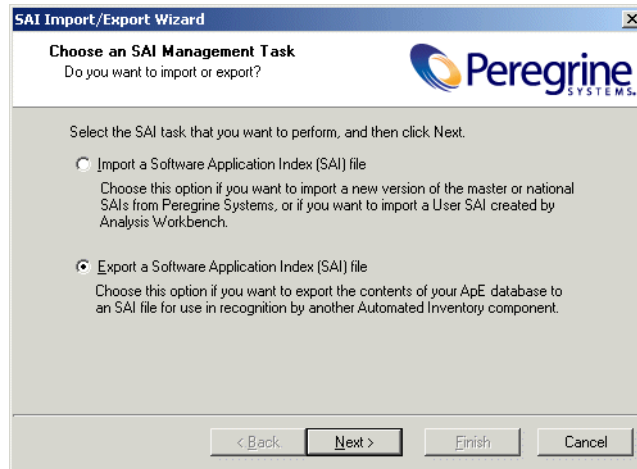 SAI Import/Export Wizard
Choose an SAI Management Task
Do you want to import or export?
Peregrine
SYSTEMS.
Select the SAI task that you want to perform, and then click Next.
Import a Software Application Index (SAI) file
Choose this option if you want to import a new version of the master or national
SAIs from Peregrine Systems, or if you want to import a User SAI created by
Analysis Workbench.
Export a Software Application Index (SAI) file
Choose this option if you want to export the contents of your ApE database to
an SAI file for use in recognition by another Automated Inventory component.
< Back Next > Finish Cancel